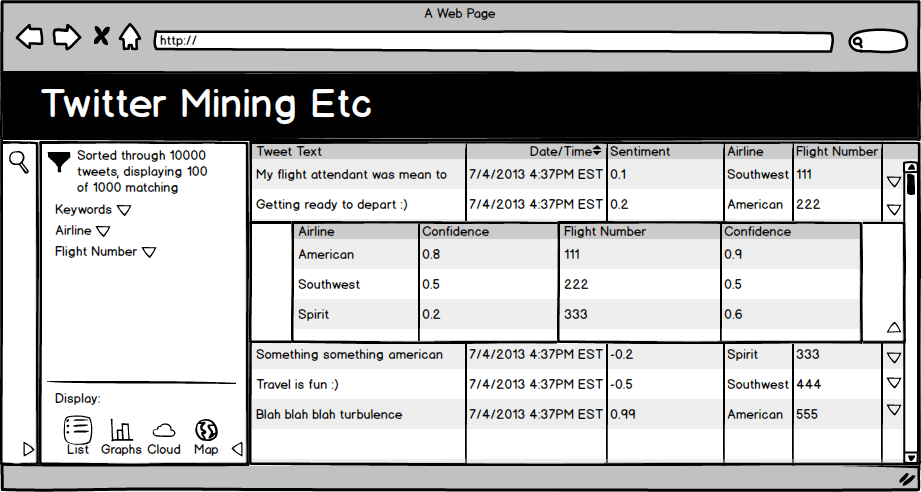 A Web Page
http://
Twitter Mining Etc
Sorted through 10000
tweets, displaying 100
of 1000 matching
Keywords
Airline
Flight Number
Display:
List Graphs Cloud Map
Tweet Text Date/Time Sentiment Airline Flight Number
My flight attendant was mean to 7/4/2013 4:37PM EST 0.1 Southwest 111
Getting ready to depart :) 7/4/2013 4:37PM EST 0.2 American 222
Airline Confidence Flight Number Confidence
American 0.8 111 0.9
Southwest 0.5 222 0.5
Spirit 0.2 333 0.6
Something something american 7/4/2013 4:37PM EST -0.2 Spirit 333
Travel is fun :) 7/4/2013 4:37PM EST -0.5 Southwest 444
Blah blah blah turbulence 7/4/2013 4:37PM EST 0.99 American 555